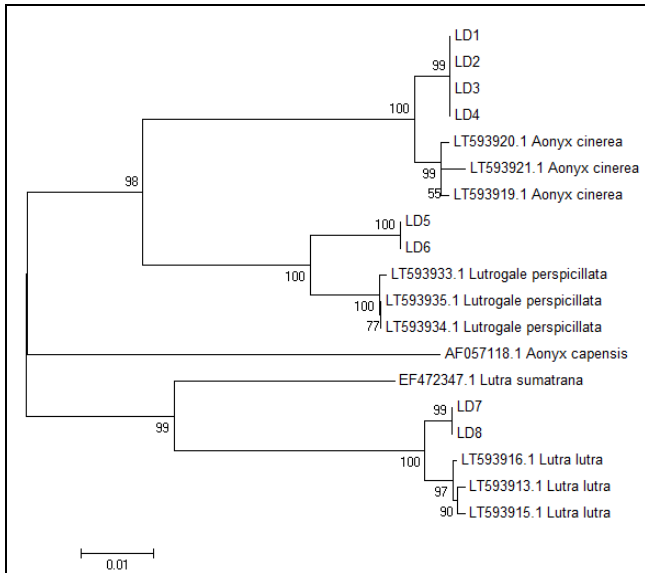 LD1
99
LD2
LD3
100
LD4
LT593920.1 Aonyx cinerea
LT593921.1 Aonyx cinerea
99
98
55
LT593919.1 Aonyx cinerea
100
LD5
LD6
100
LT593933.1 Lutrogale perspicillata
100
LT593935.1 Lutrogale perspicillata
77
LT593934.1 Lutrogale perspicillata
AF057118.1 Aonyx capensis
EF472347.1 Lutra sumatrana
99
LD7
99
LD8
100
LT593916.1 Lutra lutra
97
LT593913.1 Lutra lutra
90
LT593915.1 Lutra lutra
0.01